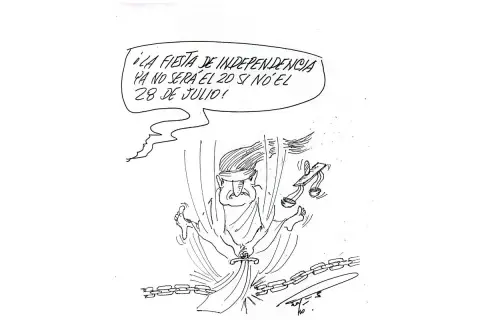 ¡LA FIESTA DE INDEPENDENCIA
YA NO SERÁ EL 20 SI NÓ EL
28 DE JULIO!